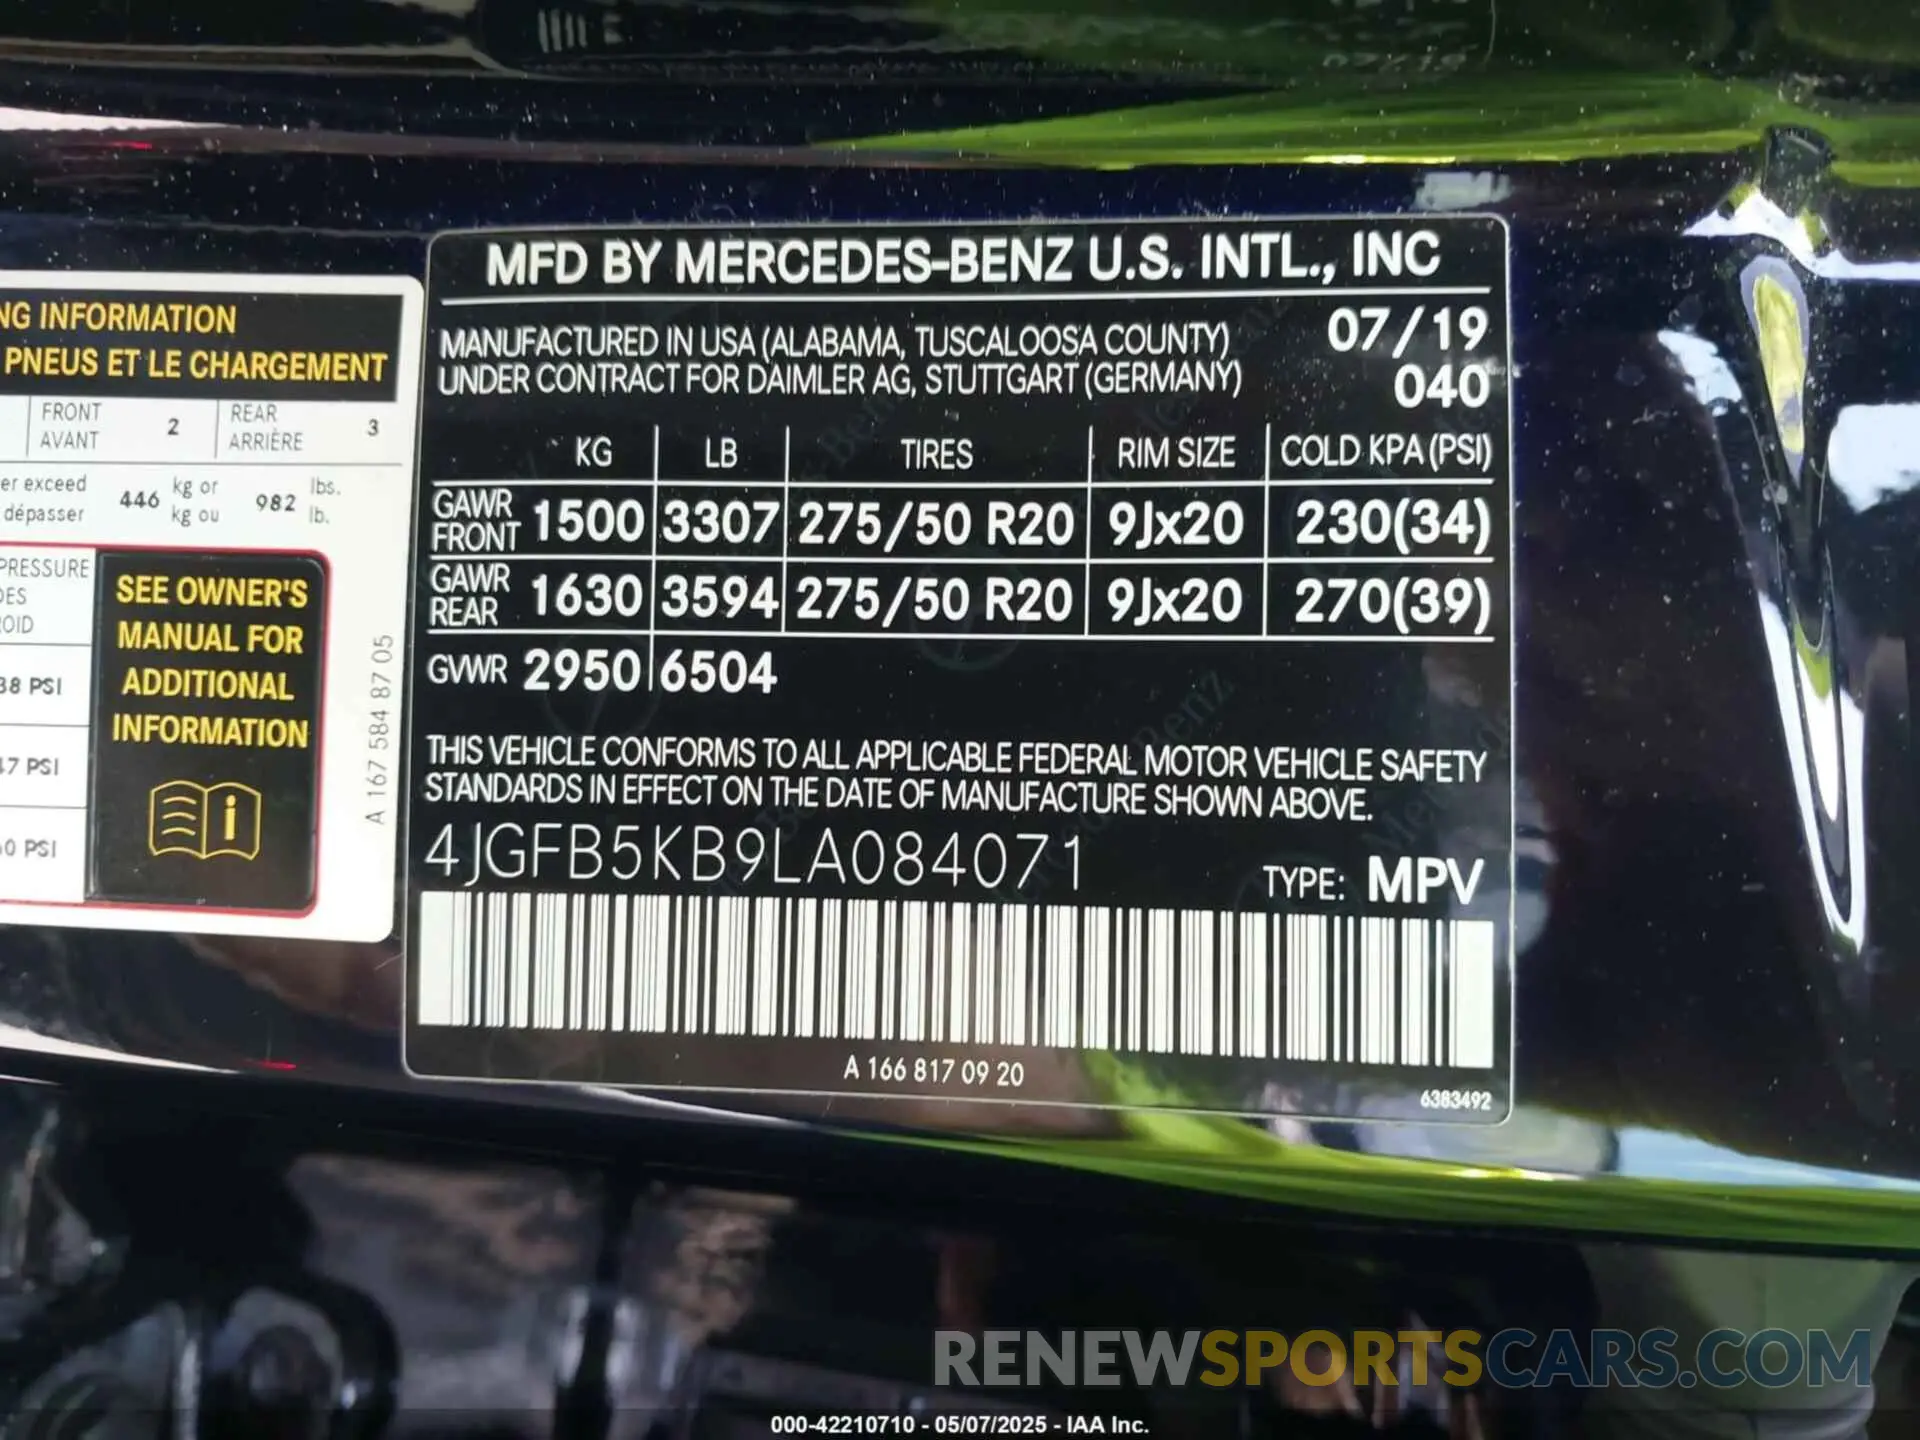 NG INFORMATION
PNEUS ET LE CHARGEMENT
FRONT
AVANT
2
REAR
ARRIÈRE
3
er exceed
dépasser
446
kg or
kg ou
982
lbs.
lb.
PRESSURE
SEE OWNER'S
MANUAL FOR
ADDITIONAL
INFORMATION
38 PSI
PSI
PSI
A 167 584 87 05
MFD BY MERCEDES-BENZ U.S. INTL., INC
MANUFACTURED IN USA (ALABAMA, TUSCALOOSA COUNTY) 07/19
UNDER CONTRACT FOR DAIMLER AG, STUTTGART (GERMANY) 040
KG LB TIRES RIM SIZE COLD KPA (PSI)
GAWR FRONT 1500 3307 275/50 R20 9Jx20 230(34)
GAWR REAR 1630 3594 275/50 R20 9Jx20 270(39)
GVWR 2950 6504
THIS VEHICLE CONFORMS TO ALL APPLICABLE FEDERAL MOTOR VEHICLE SAFETY
STANDARDS IN EFFECT ON THE DATE OF MANUFACTURE SHOWN ABOVE.
4JGFB5KB9LA084071
TYPE: MPV
A 166 817 09 20
6383492
RENEWSPORTSCARS.COM
000-42210710 - 05/07/2025 - IAA Inc.